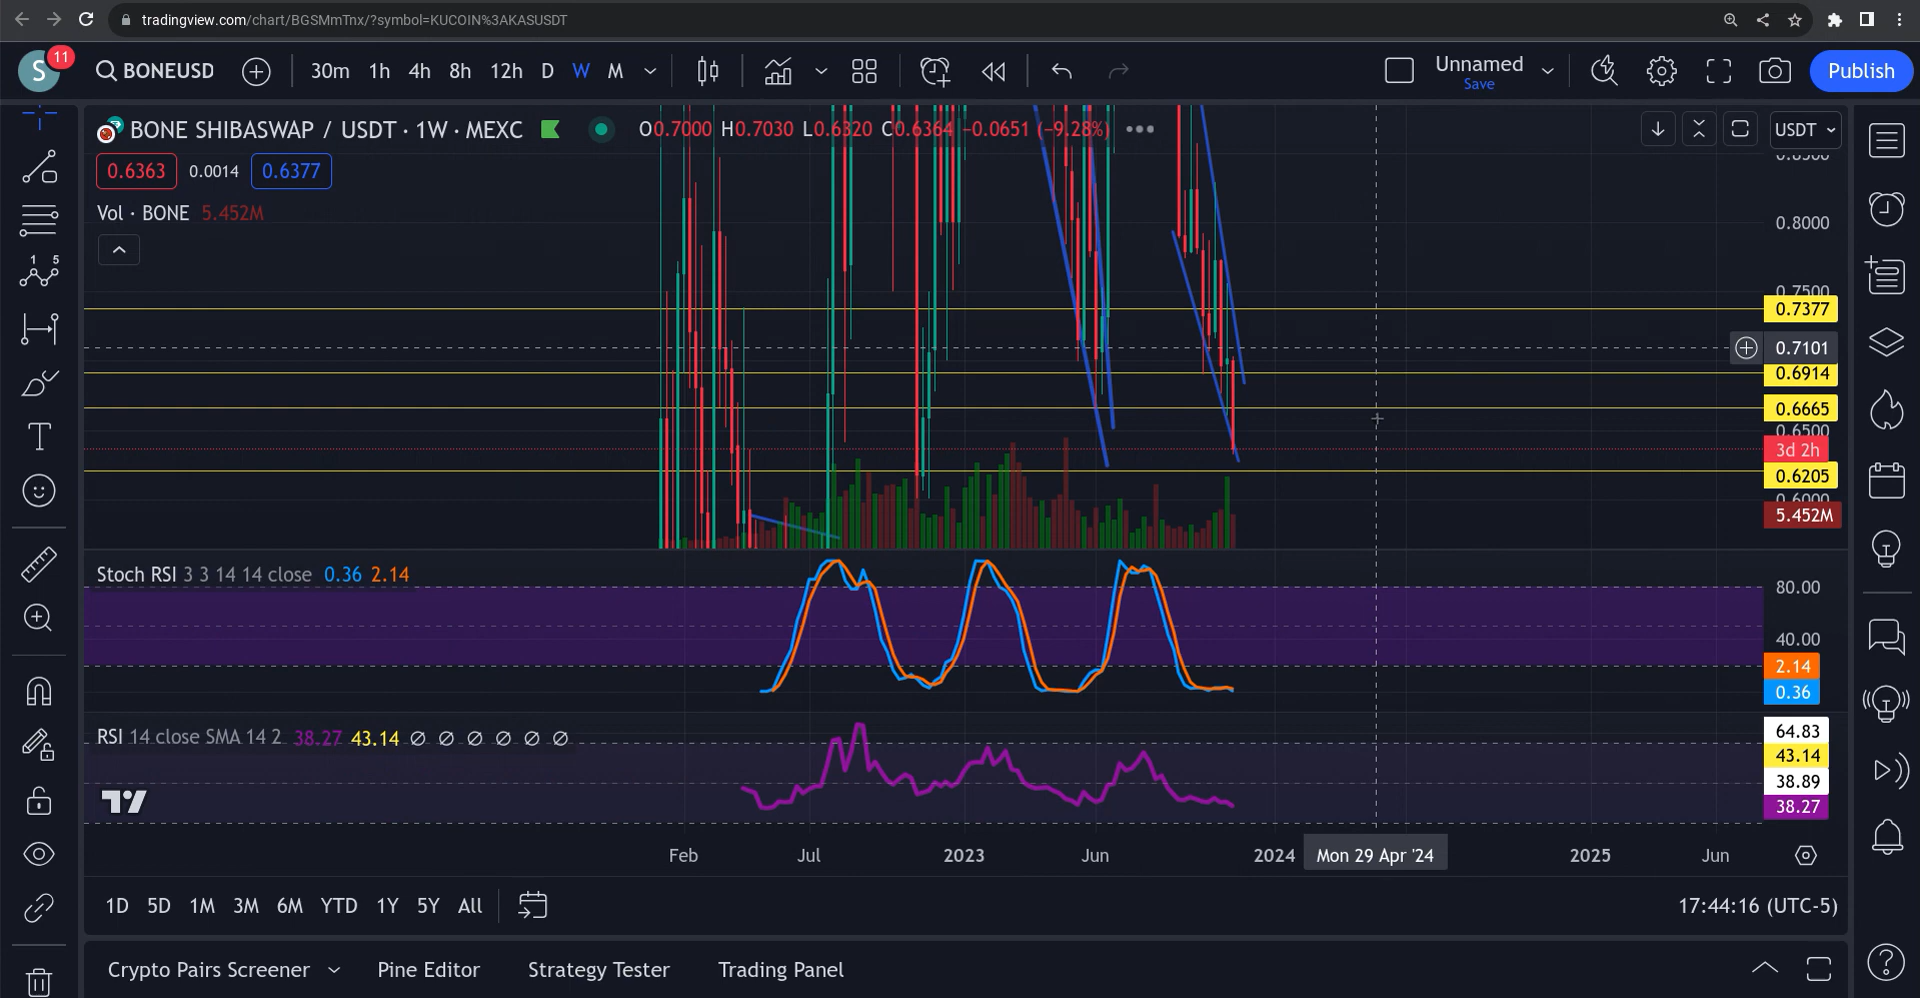 tradingview.com/chart/BGSMmTnx/?symbol=KUCOIN%3AKASUSDT
S 11 BONEUSD 30m 1h 4h 8h 12h D W M Unnamed Save Publish
BONE SHIBASWAP / USDT · 1W · MEXC O0.7000 H0.7030 L0.6320 C0.6364 −0.0651 (−9.28%) USDT
0.6363 0.0014 0.6377
Vol · BONE 5.452M
0.8500
0.8000
0.7500
0.7377
0.7101
0.6914
0.6665
0.6500
3d 2h
0.6205
0.6000
5.452M
1 5
T
Stoch RSI 3 3 14 14 close 0.36 2.14
80.00
40.00
2.14
0.36
RSI 14 close SMA 14 2 38.27 43.14 ∅ ∅ ∅ ∅ ∅ ∅
64.83
43.14
38.89
38.27
Feb Jul 2023 Jun 2024 Mon 29 Apr '24 2025 Jun
1D 5D 1M 3M 6M YTD 1Y 5Y All 17:44:16 (UTC-5)
Crypto Pairs Screener Pine Editor Strategy Tester Trading Panel